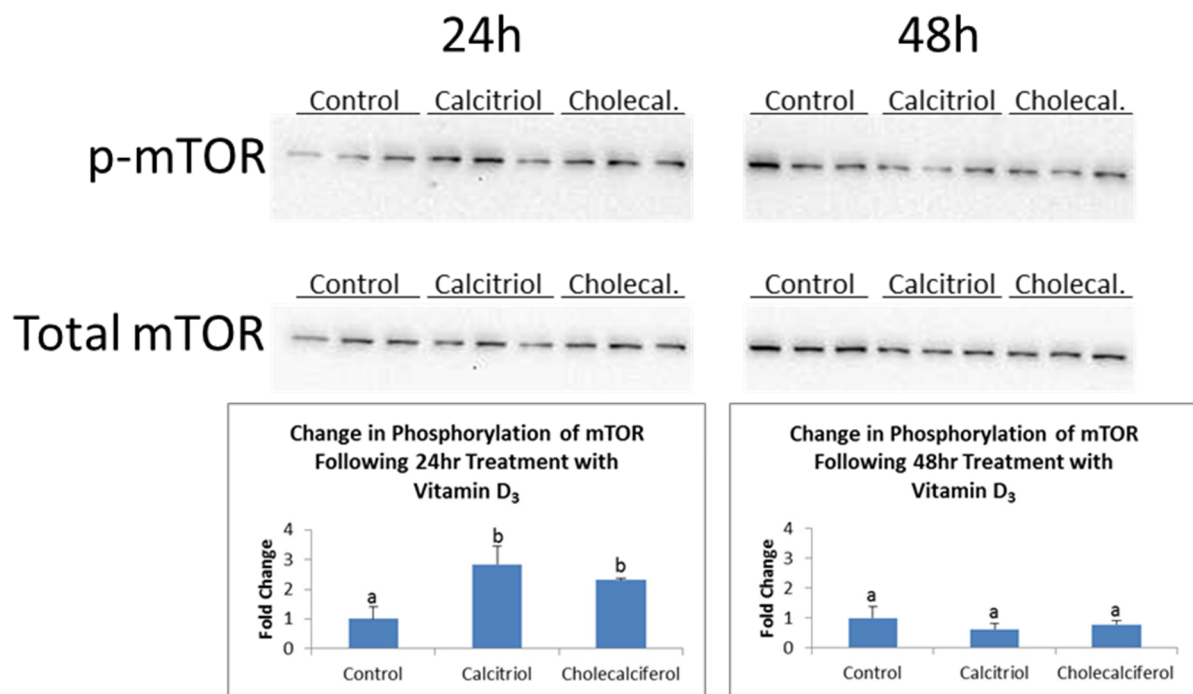 24h
48h
Control Calcitriol Cholecal.
Control Calcitriol Cholecal.
p-mTOR
Control Calcitriol Cholecal.
Control Calcitriol Cholecal.
Total mTOR
Change in Phosphorylation of mTOR
Following 24hr Treatment with
Vitamin D₃
Fold Change
4
3
2
1
0
a
b
b
Control Calcitriol Cholecalciferol
Change in Phosphorylation of mTOR
Following 48hr Treatment with
Vitamin D₃
Fold Change
4
3
2
1
0
a
a
a
Control Calcitriol Cholecalciferol